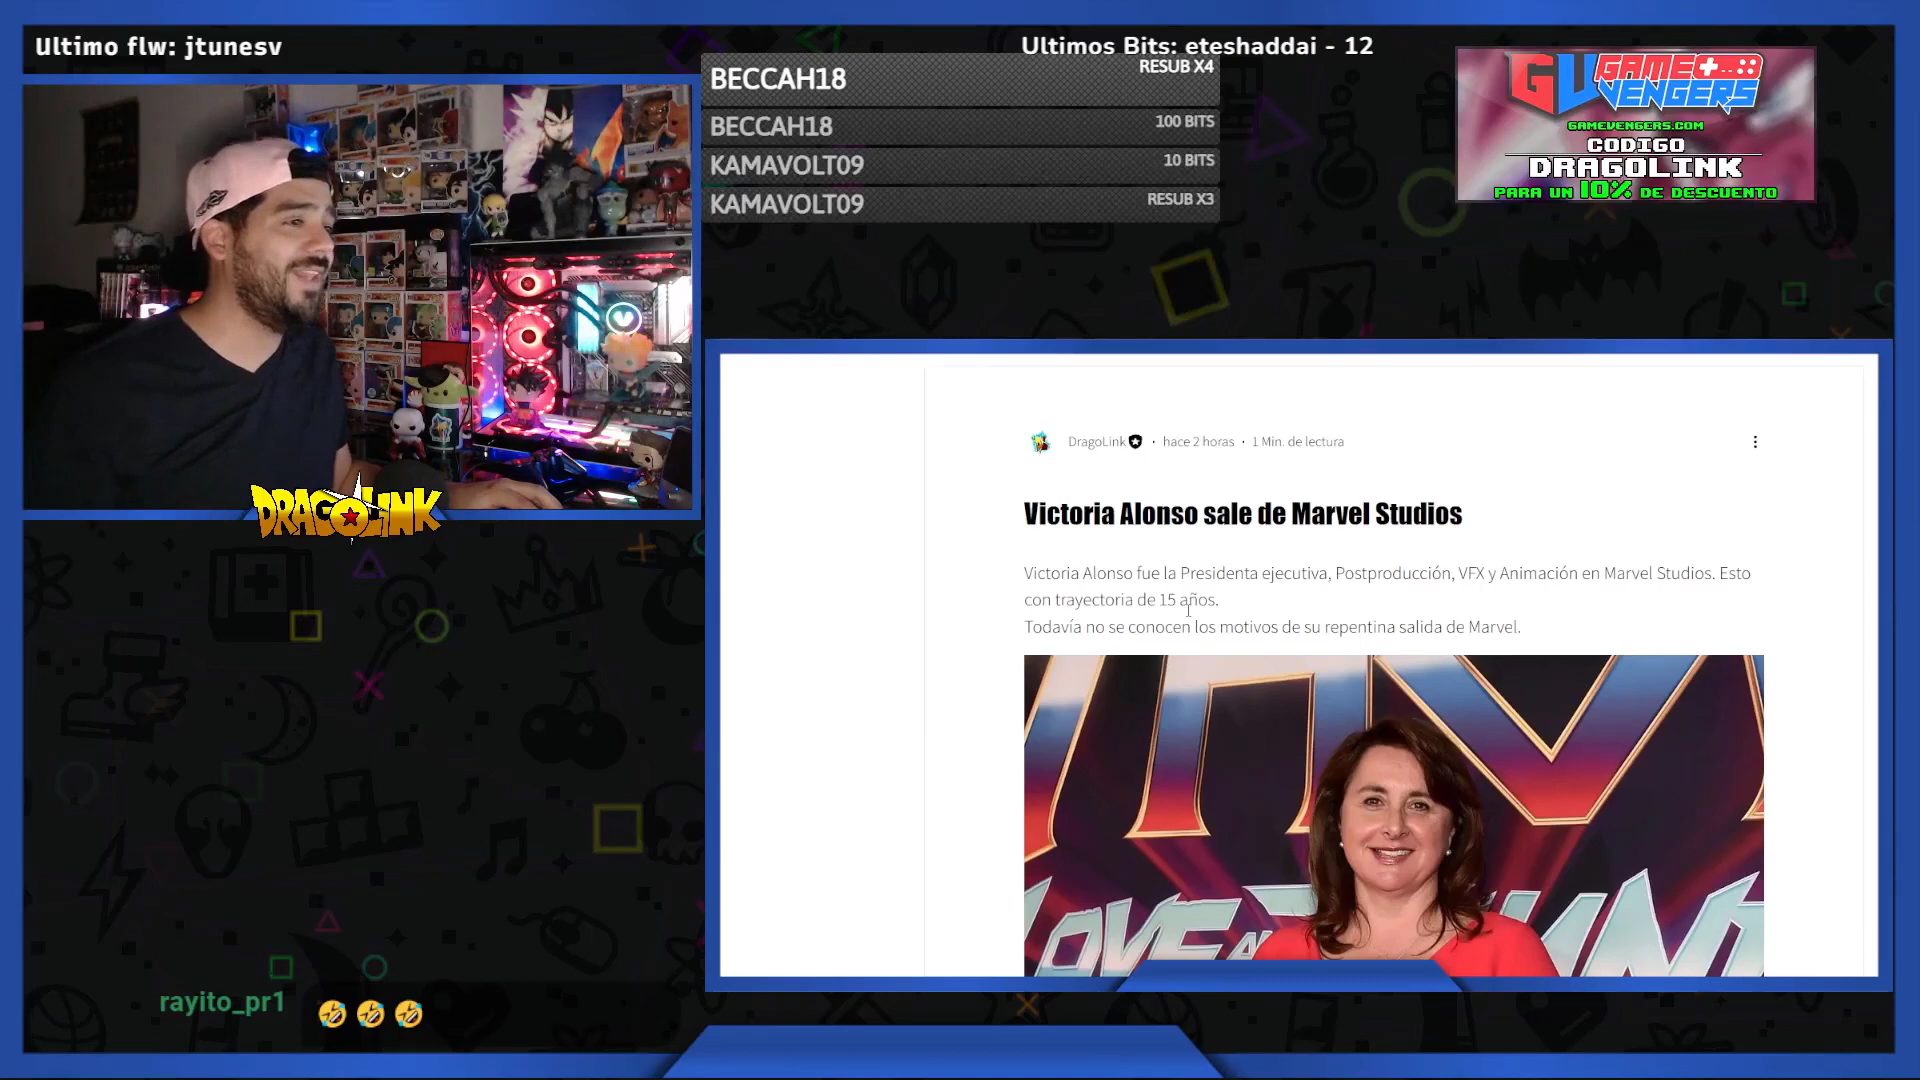 Ultimo flw: jtunesv
Ultimos Bits: eteshaddai - 12
BECCAH18
RESUB X4
BECCAH18
100 BITS
KAMAVOLT09
10 BITS
KAMAVOLT09
RESUB X3
GU GAME VENGERS
GAMEVENGERS.COM
CODIGO
DRAGOLINK
PARA UN 10% DE DESCUENTO
DRAGOLINK
DragoLink · hace 2 horas · 1 Min. de lectura
Victoria Alonso sale de Marvel Studios
Victoria Alonso fue la Presidenta ejecutiva, Postproducción, VFX y Animación en Marvel Studios. Esto
con trayectoria de 15 años.
Todavía no se conocen los motivos de su repentina salida de Marvel.
rayito_pr1 🤣 🤣 🤣